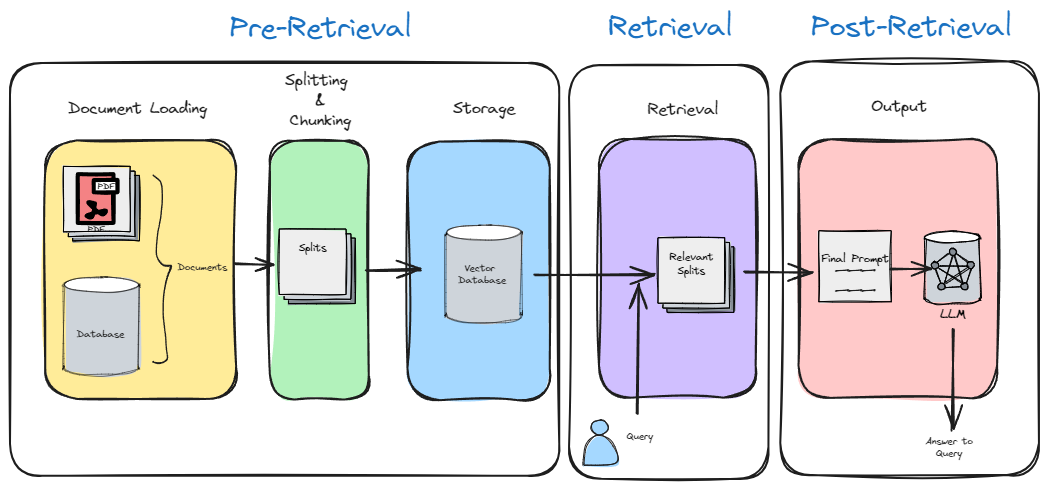 Pre-Retrieval
Retrieval
Post-Retrieval
Document Loading
Splitting
&
Chunking
Storage
Retrieval
Output
PDF
PDF
Documents
Database
Splits
Vector
Database
Relevant
Splits
Final Prompt
LLM
Query
Answer to
Query